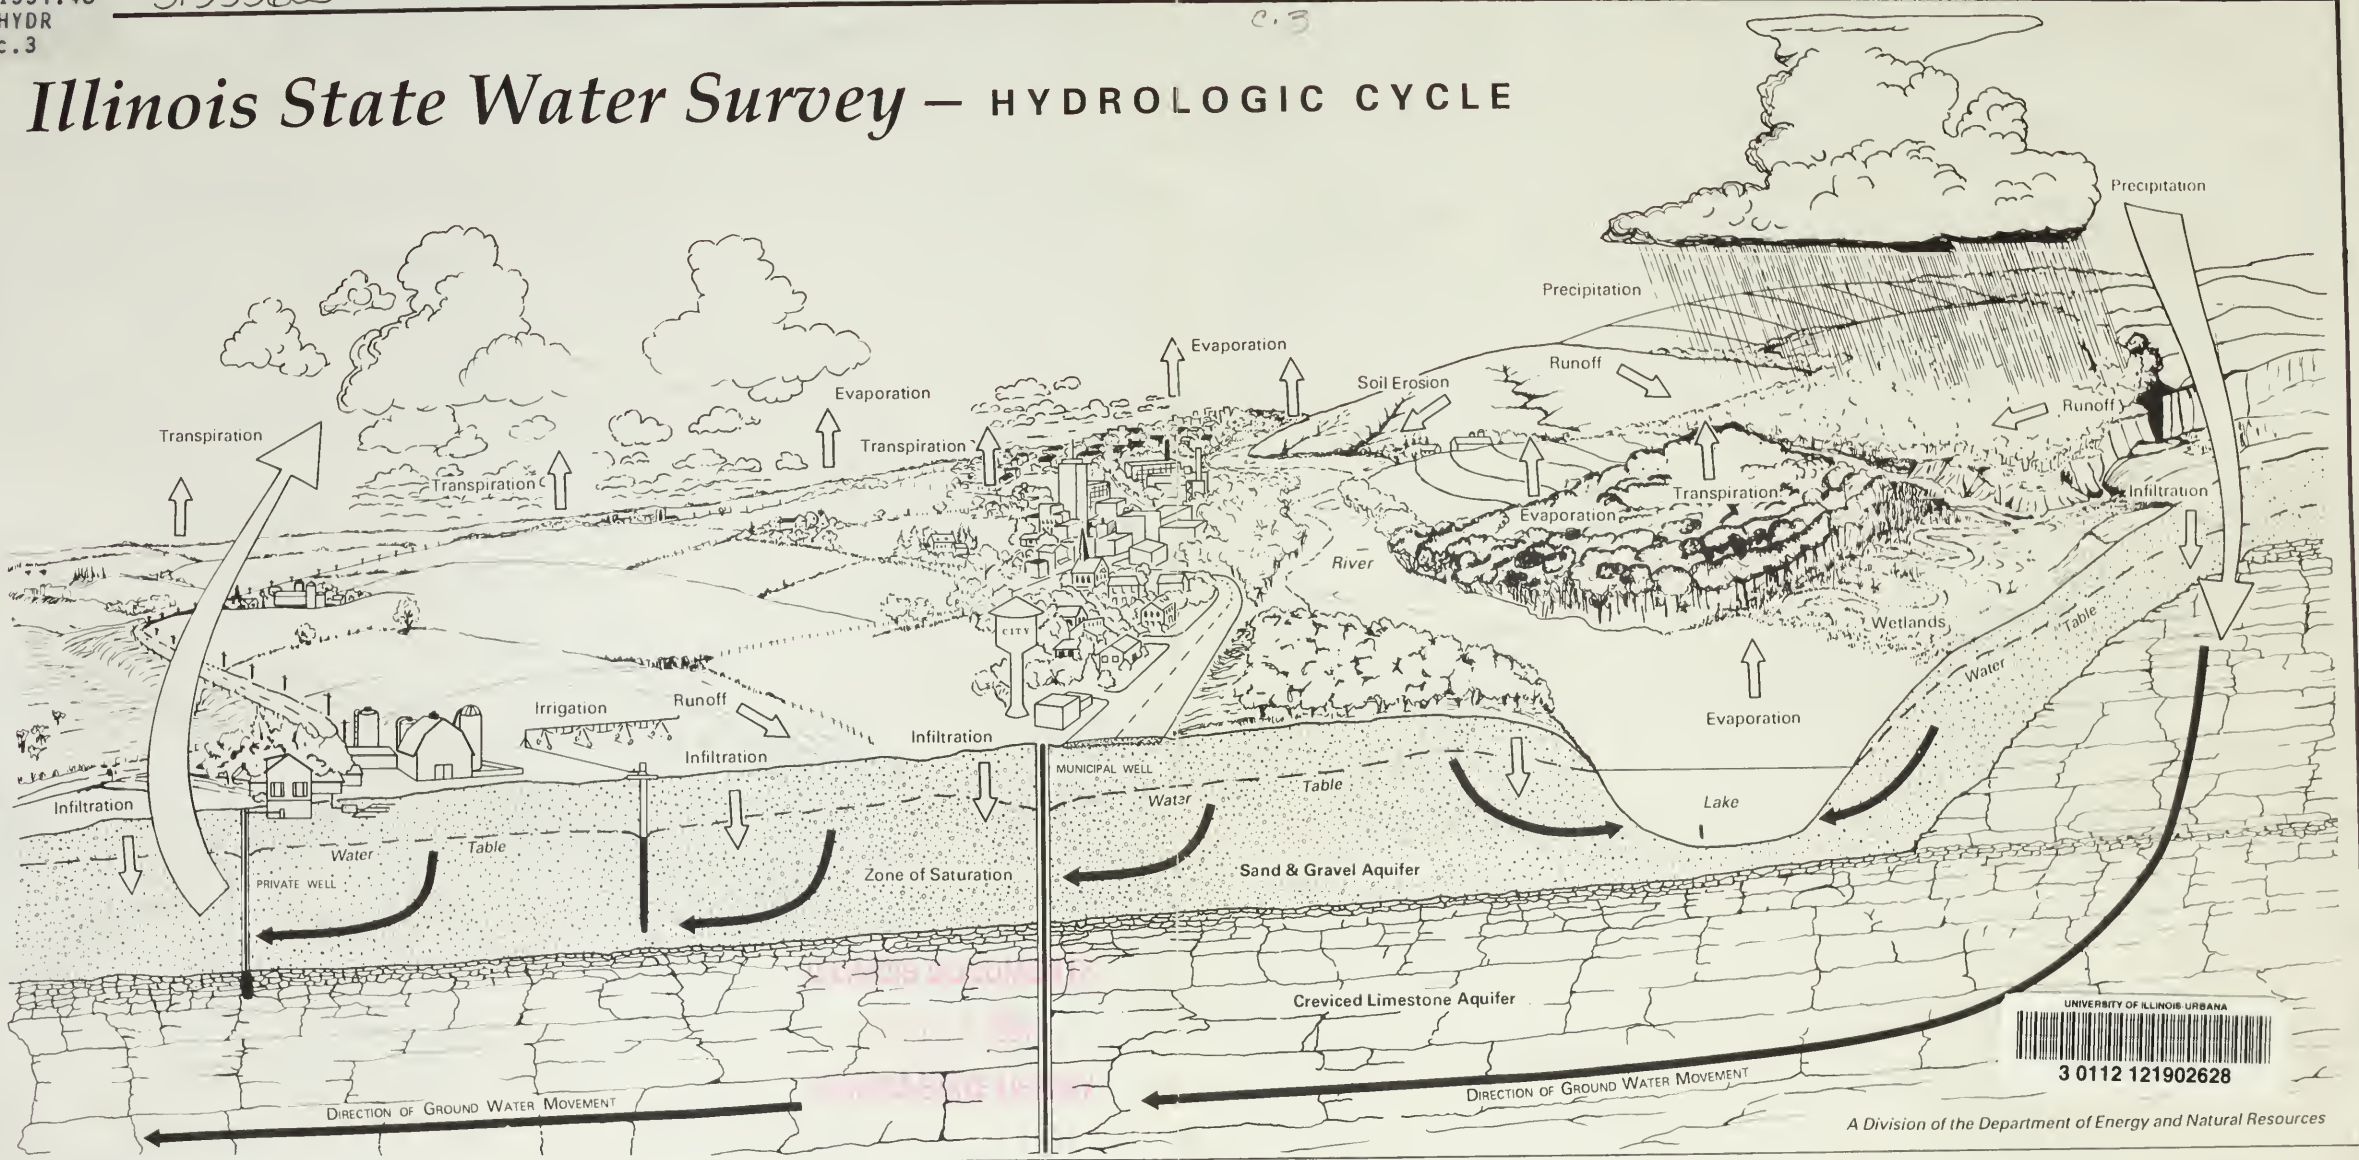 HYDR
c.3
C.3
Illinois State Water Survey – HYDROLOGIC CYCLE
Precipitation
Precipitation
Evaporation
Runoff
Soil Erosion
Evaporation
Runoff
Transpiration
Transpiration
Transpiration
Transpiration
Infiltration
Evaporation
River
CITY
Wetlands
Water Table
Irrigation
Runoff
Evaporation
Infiltration
Infiltration
MUNICIPAL WELL
Infiltration
Water Table
Lake
Water Table
PRIVATE WELL
Zone of Saturation
Sand & Gravel Aquifer
Creviced Limestone Aquifer
UNIVERSITY OF ILLINOIS-URBANA
3 0112 121902628
DIRECTION OF GROUND WATER MOVEMENT
DIRECTION OF GROUND WATER MOVEMENT
A Division of the Department of Energy and Natural Resources